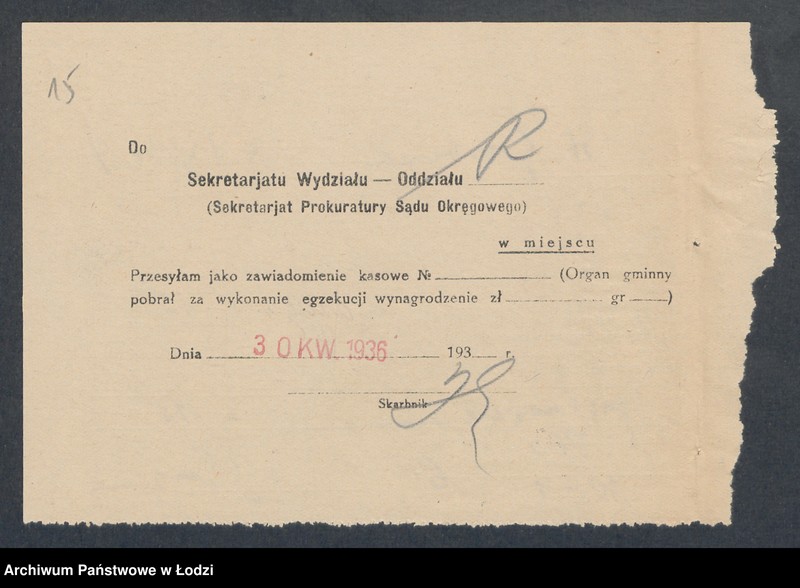 15
Do
Sekretarjatu Wydziału — Oddziału R
(Sekretarjat Prokuratury Sądu Okręgowego)
w miejscu
Przesyłam jako zawiadomienie kasowe № (Organ gminny
pobrał za wykonanie egzekucji wynagrodzenie zł gr )
Dnia 30 KW. 1936 193 r.
Skarbnik
Archiwum Państwowe w Łodzi